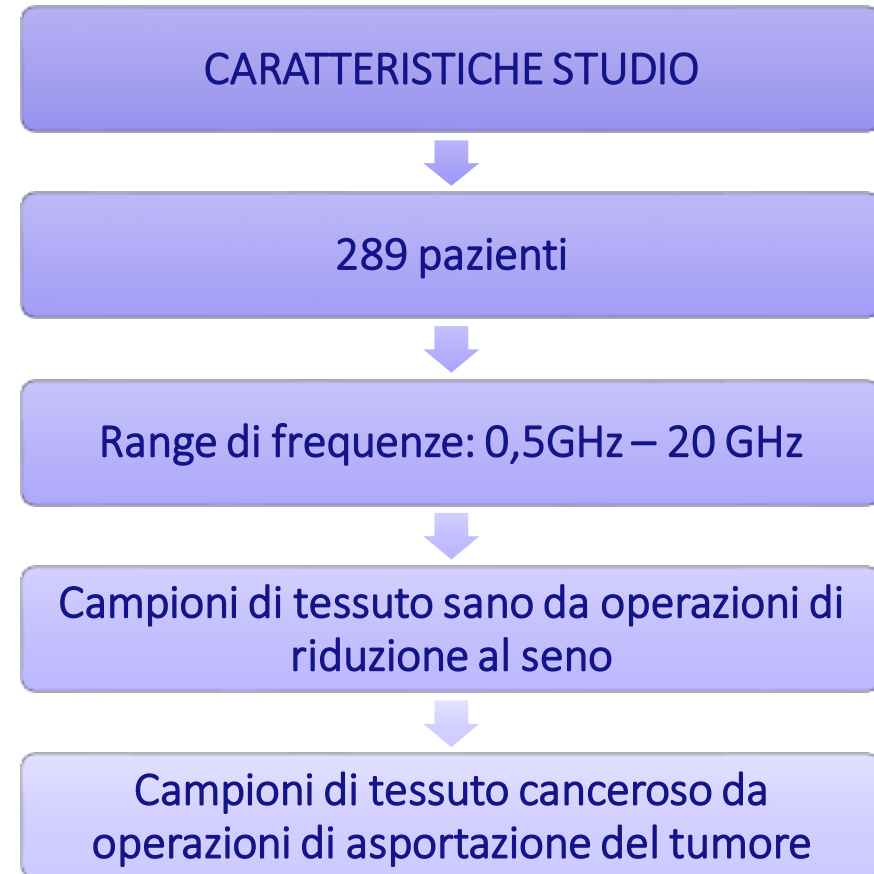 CARATTERISTICHE STUDIO
289 pazienti
Range di frequenze: 0,5GHz – 20 GHz
Campioni di tessuto sano da operazioni di
riduzione al seno
Campioni di tessuto canceroso da
operazioni di asportazione del tumore